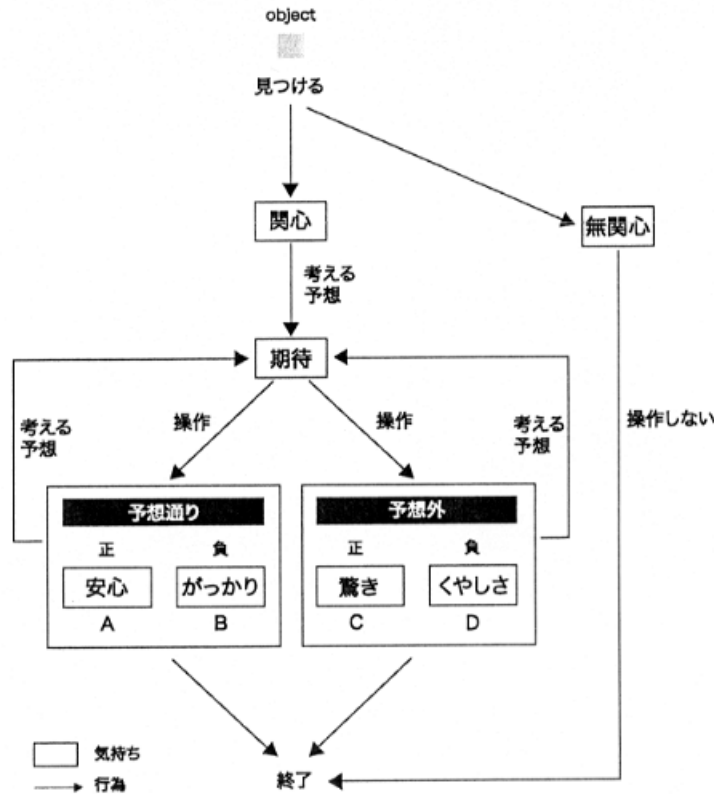 object
見つける
関心
無関心
考える
予想
期待
考える
予想
操作
操作
考える
予想
操作しない
予想通り
予想外
正
負
正
負
安心
がっかり
驚き
くやしさ
A
B
C
D
気持ち
行為
終了